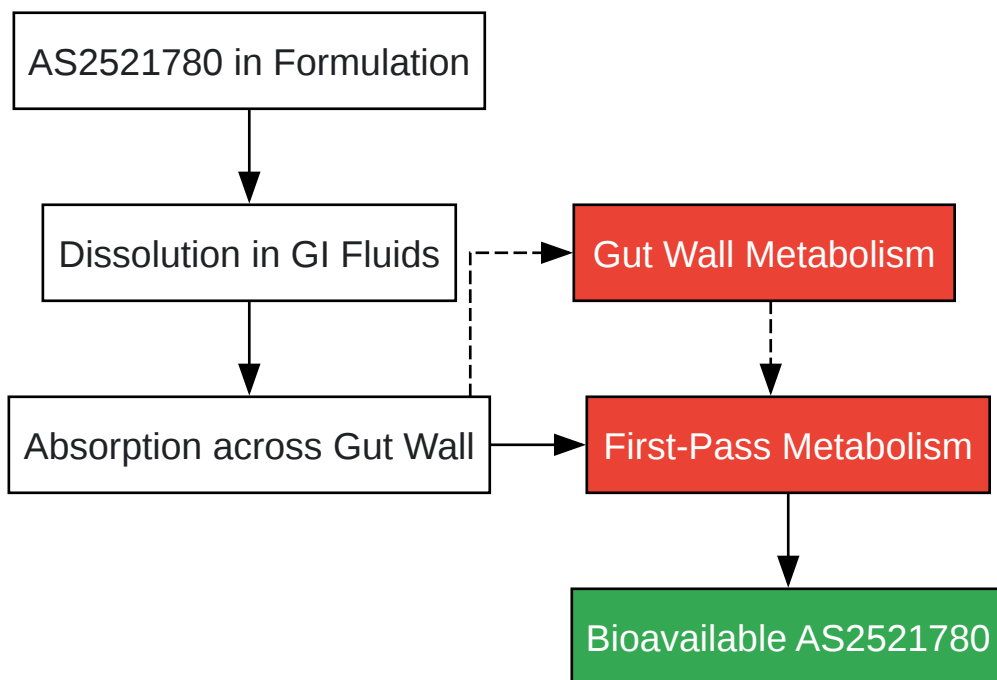 AS2521780 in Formulation
Dissolution in GI Fluids
Gut Wall Metabolism
Absorption across Gut Wall
First-Pass Metabolism
Bioavailable AS2521780